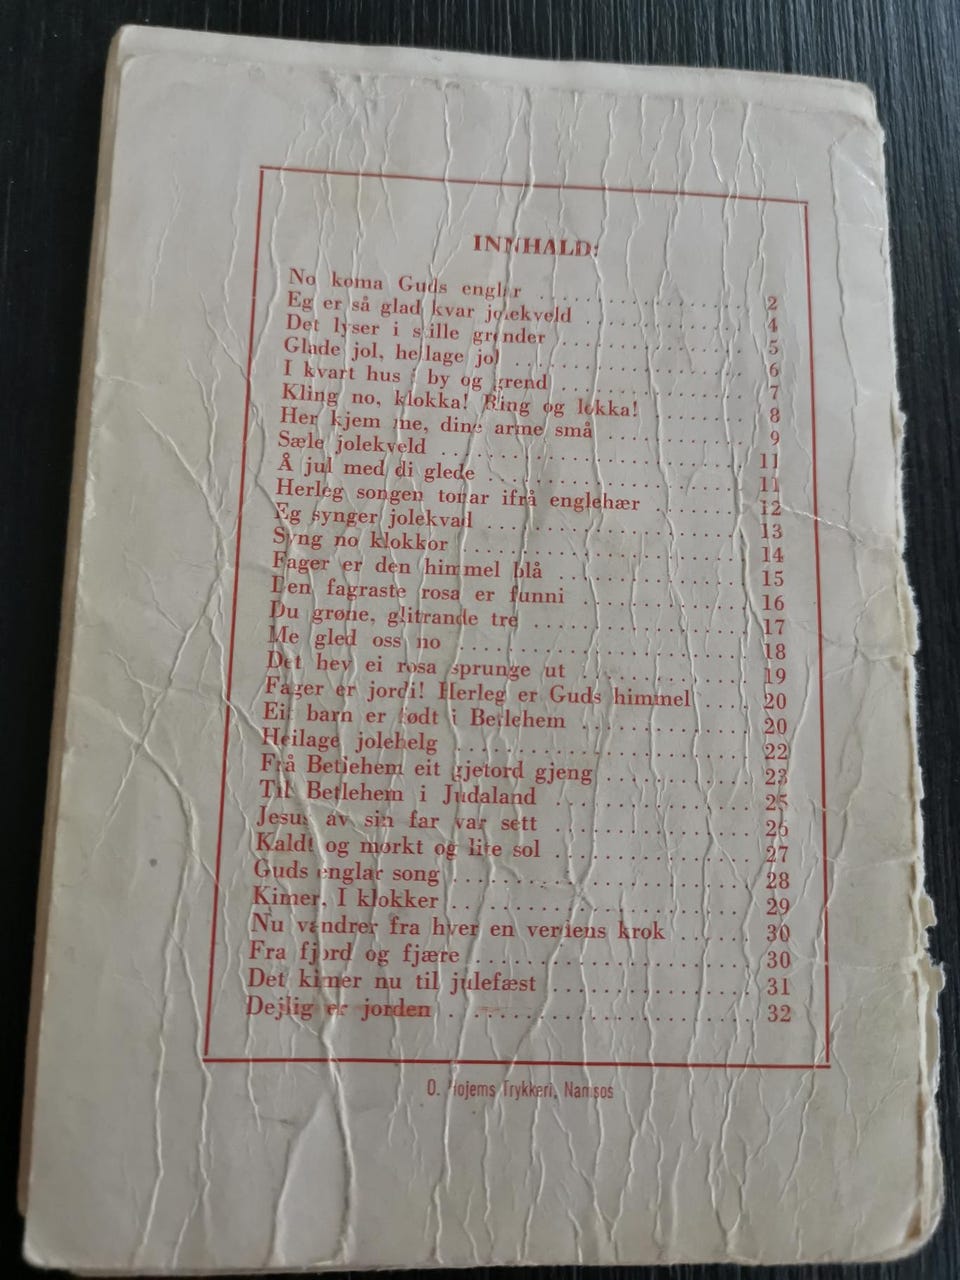 INNHALD:
No koma Guds englar . . . . . . . . . . . . . . . . 2
Eg er så glad kvar jolekveld . . . . . . . . . . . . . 4
Det lyser i stille grender . . . . . . . . . . . . . . 5
Glade jol, heilage jol . . . . . . . . . . . . . . . . 6
I kvart hus i by og grend . . . . . . . . . . . . . . 7
Kling no, klokka! Ring og lokka! . . . . . . . . . . 8
Her kjem me, dine arme små . . . . . . . . . . . 9
Sæle jolekveld . . . . . . . . . . . . . . . . . . . . 11
Å jul med di glede . . . . . . . . . . . . . . . . . . 11
Herleg songen tonar ifrå englehær . . . . . . . . 12
Eg synger jolekvad . . . . . . . . . . . . . . . . . . 13
Syng no klokkor . . . . . . . . . . . . . . . . . . . 14
Fager er den himmel blå . . . . . . . . . . . . . . 15
Den fagraste rosa er funni . . . . . . . . . . . . . 16
Du grøne, glitrande tre . . . . . . . . . . . . . . . 17
Me gled oss no . . . . . . . . . . . . . . . . . . . . 18
Det hev ei rosa sprunge ut . . . . . . . . . . . . . 19
Fager er jordi! Herleg er Guds himmel . . . . 20
Eit barn er født i Betlehem . . . . . . . . . . . . . 20
Heilage jolehelg . . . . . . . . . . . . . . . . . . . . 22
Frå Betlehem eit gjetord gjeng . . . . . . . . . . . 23
Til Betlehem i Judaland . . . . . . . . . . . . . . . 25
Jesus av sin far var sett . . . . . . . . . . . . . . . 26
Kaldt og mørkt og lite sol . . . . . . . . . . . . . . 27
Guds englar song . . . . . . . . . . . . . . . . . . . 28
Kimer, I klokker . . . . . . . . . . . . . . . . . . . . 29
Nu vandrer fra hver en verdens krok . . . . . . 30
Fra fjord og fjære . . . . . . . . . . . . . . . . . . . 30
Det kimer nu til julefæst . . . . . . . . . . . . . . . 31
Dejlig er jorden . . . . . . . . . . . . . . . . . . . . 32
O. Hojems Trykkeri, Namsos